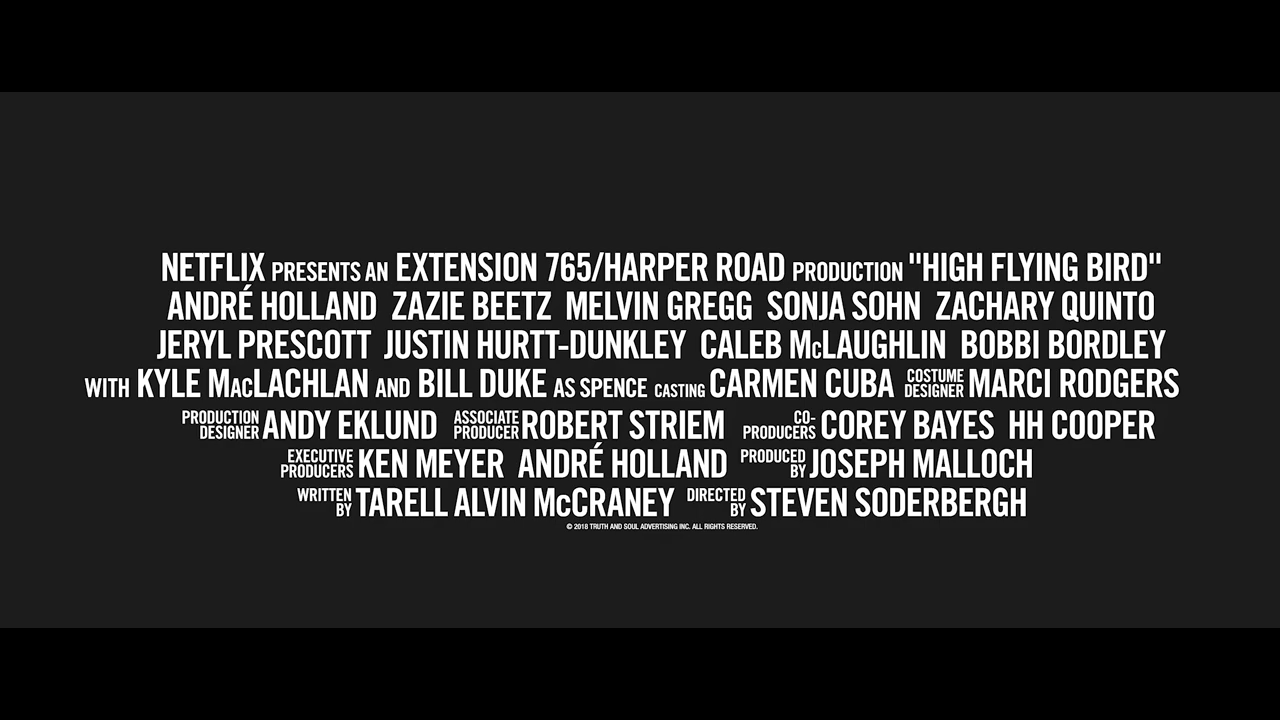 NETFLIX PRESENTS AN EXTENSION 765/HARPER ROAD PRODUCTION "HIGH FLYING BIRD"
ANDRÉ HOLLAND ZAZIE BEETZ MELVIN GREGG SONJA SOHN ZACHARY QUINTO
JERYL PRESCOTT JUSTIN HURTT-DUNKLEY CALEB McLAUGHLIN BOBBI BORDLEY
WITH KYLE MacLACHLAN AND BILL DUKE AS SPENCE CASTING CARMEN CUBA COSTUME DESIGNER MARCI RODGERS
PRODUCTION DESIGNER ANDY EKLUND ASSOCIATE PRODUCER ROBERT STRIEM CO-PRODUCERS COREY BAYES HH COOPER
EXECUTIVE PRODUCERS KEN MEYER ANDRÉ HOLLAND PRODUCED BY JOSEPH MALLOCH
WRITTEN BY TARELL ALVIN McCRANEY DIRECTED BY STEVEN SODERBERGH
© 2018 TRUTH AND SOUL ADVERTISING INC. ALL RIGHTS RESERVED.